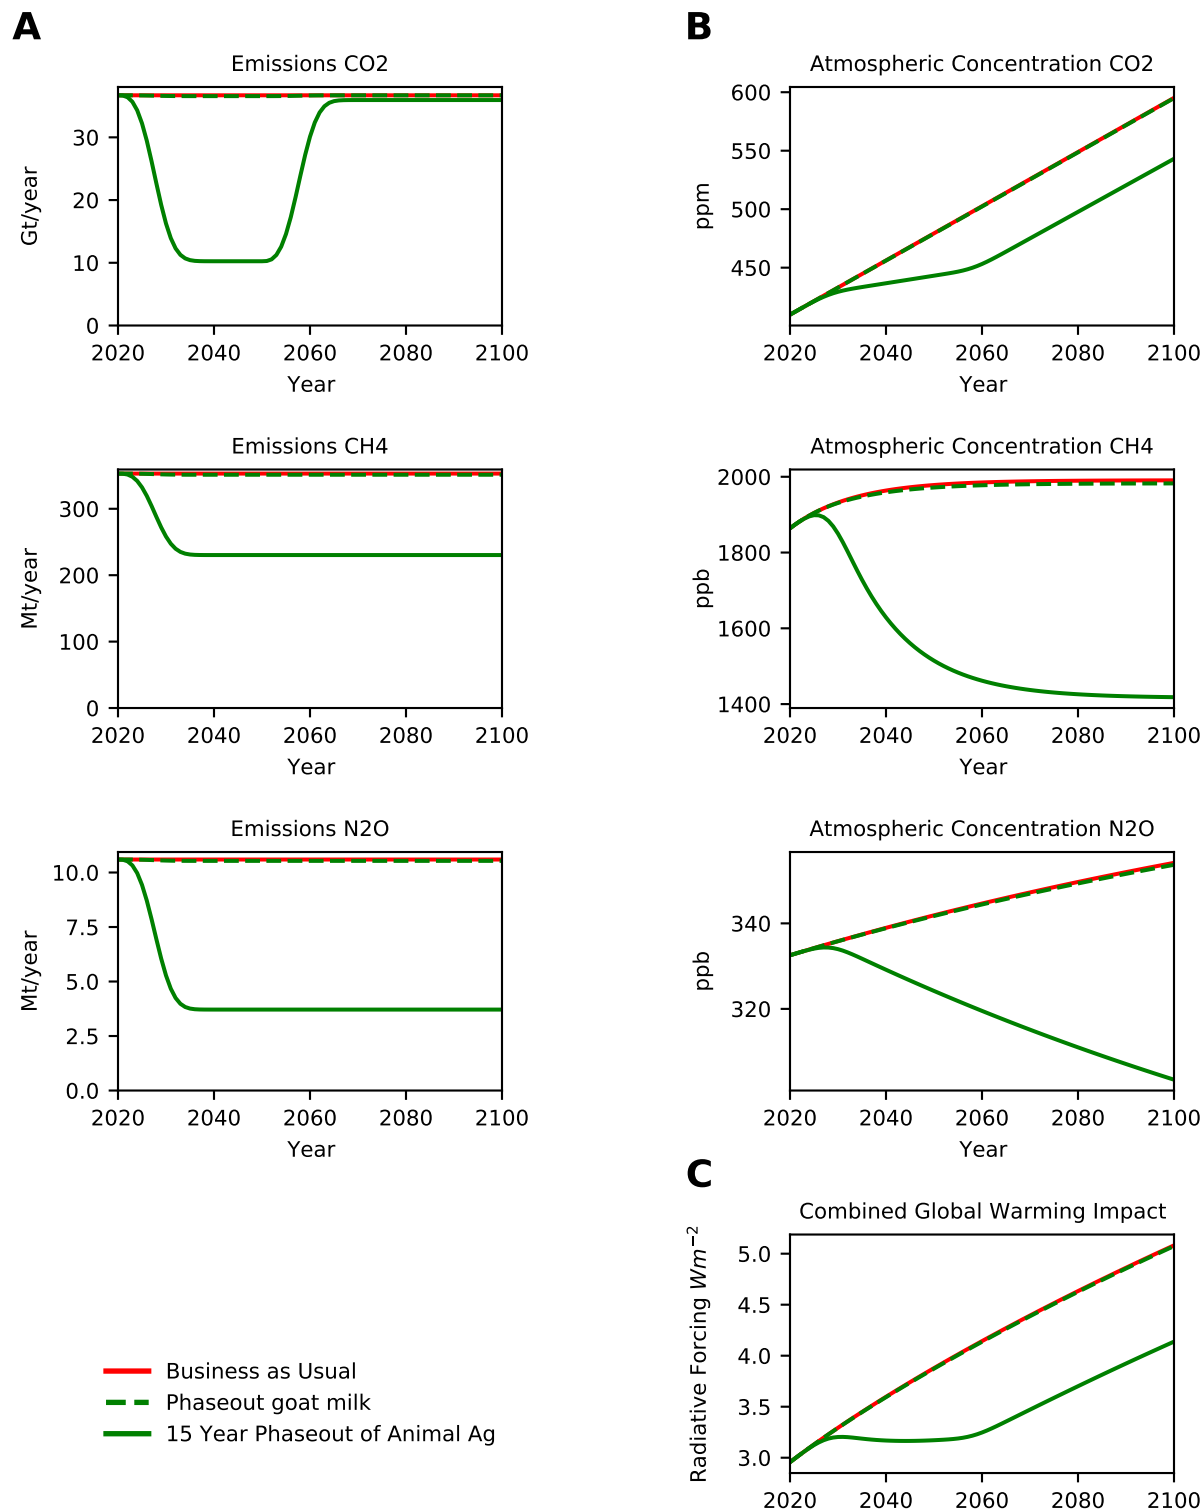 A
B
Emissions CO2
Gt/year
30
20
10
0
2020 2040 2060 2080 2100
Year
Atmospheric Concentration CO2
ppm
600
550
500
450
2020 2040 2060 2080 2100
Year
Emissions CH4
Mt/year
300
200
100
0
2020 2040 2060 2080 2100
Year
Atmospheric Concentration CH4
ppb
2000
1800
1600
1400
2020 2040 2060 2080 2100
Year
Emissions N2O
Mt/year
10.0
7.5
5.0
2.5
0.0
2020 2040 2060 2080 2100
Year
Atmospheric Concentration N2O
ppb
340
320
2020 2040 2060 2080 2100
Year
C
Combined Global Warming Impact
Radiative Forcing Wm⁻²
5.0
4.5
4.0
3.5
3.0
2020 2040 2060 2080 2100
Business as Usual
Phaseout goat milk
15 Year Phaseout of Animal Ag